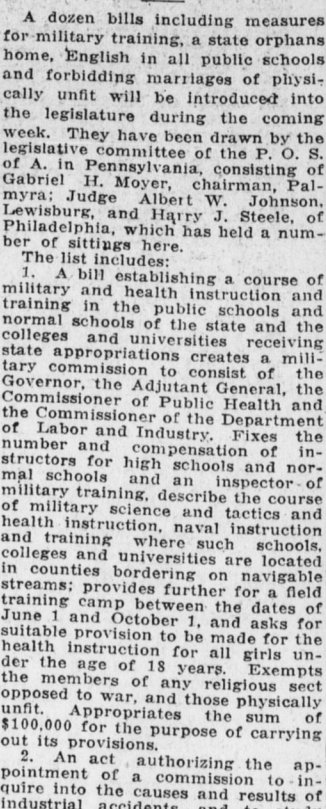 A dozen bills including measures
for military training, a state orphans
home, English in all public schools
and forbidding marriages of physi-
cally unfit will be introduced into
the legislature during the coming
week. They have been drawn by the
legislative committee of the P. O. S.
of A. in Pennsylvania, consisting of
Gabriel H. Moyer, chairman, Pal-
myra; Judge Albert W. Johnson,
Lewisburg, and Harry J. Steele, of
Philadelphia, which has held a num-
ber of sittings here.
The list includes:
1. A bill establishing a course of
military and health instruction and
training in the public schools and
normal schools of the state and the
colleges and universities receiving
state appropriations creates a mili-
tary commission to consist of the
Governor, the Adjutant General, the
Commissioner of Public Health and
the Commissioner of the Department
of Labor and Industry. Fixes the
number and compensation of in-
structors for high schools and nor-
mal schools and an inspector of
military training, describe the course
of military science and tactics and
health instruction, naval instruction
and training where such schools,
colleges and universities are located
in counties bordering on navigable
streams; provides further for a field
training camp between the dates of
June 1 and October 1, and asks for
suitable provision to be made for the
health instruction for all girls un-
der the age of 18 years. Exempts
the members of any religious sect
opposed to war, and those physically
unfit. Appropriates the sum of
$100,000 for the purpose of carrying
out its provisions.
2. An act authorizing the ap-
pointment of a commission to in-
quire into the causes and results of
industrial accidents and to